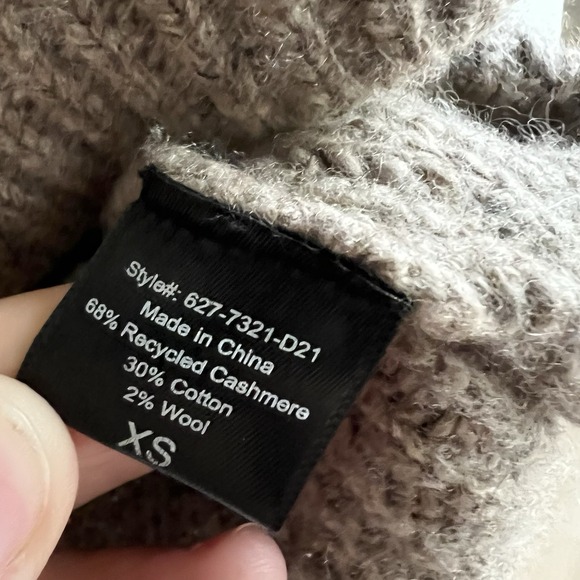 Style#: 627-7321-D21
Made in China
68% Recycled Cashmere
30% Cotton
2% Wool
XS